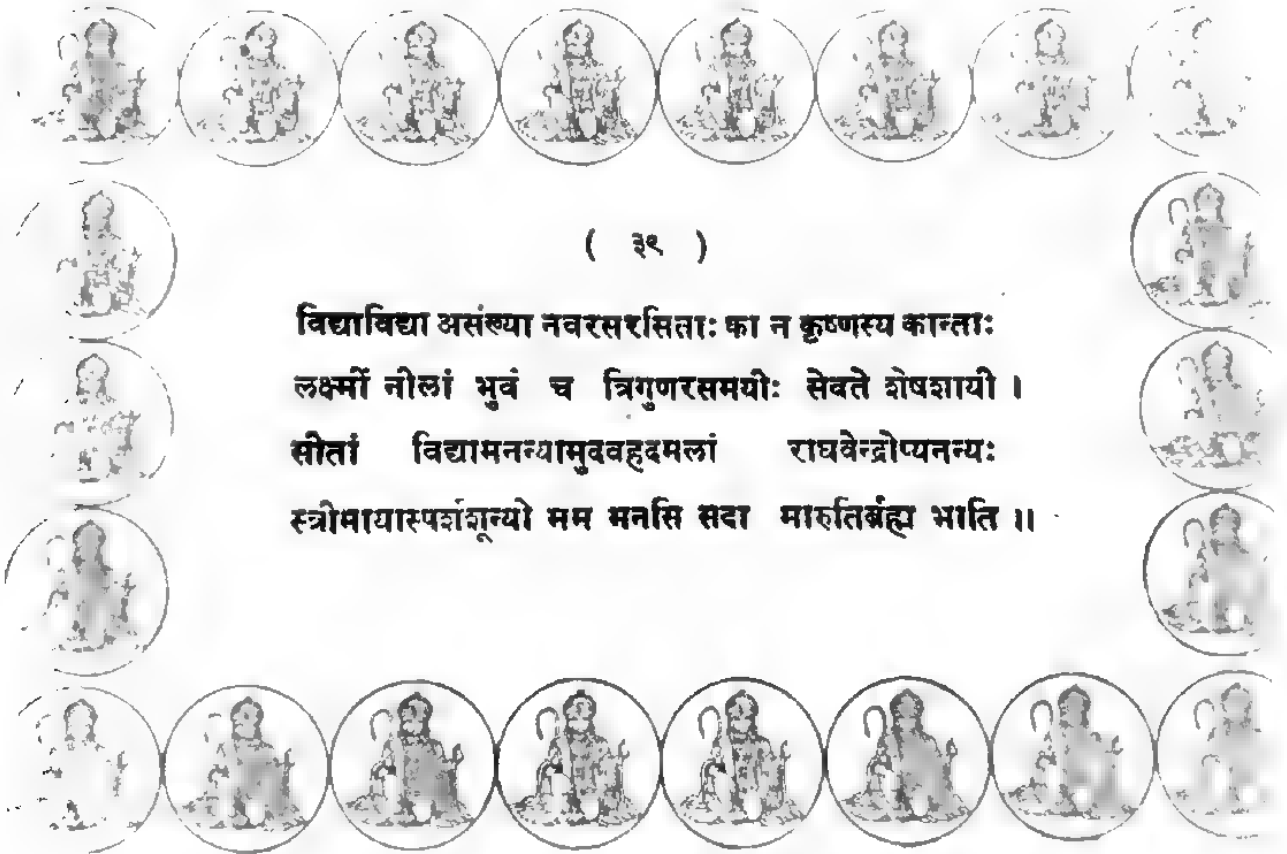 ( ३९ )
विद्याविद्या असंख्या नवरसरसिताः का न कृष्णस्य कान्ताः
लक्ष्मीं नीलां भुवं च त्रिगुणरसमयीः सेवते शेषशायी ।
सीतां विद्यामनन्यामुदवहदमलां राघवेन्द्रोप्यनन्यः
स्त्रीमायास्पर्शशून्यो मम मनसि सदा मारुतिर्ब्रह्म भाति ॥